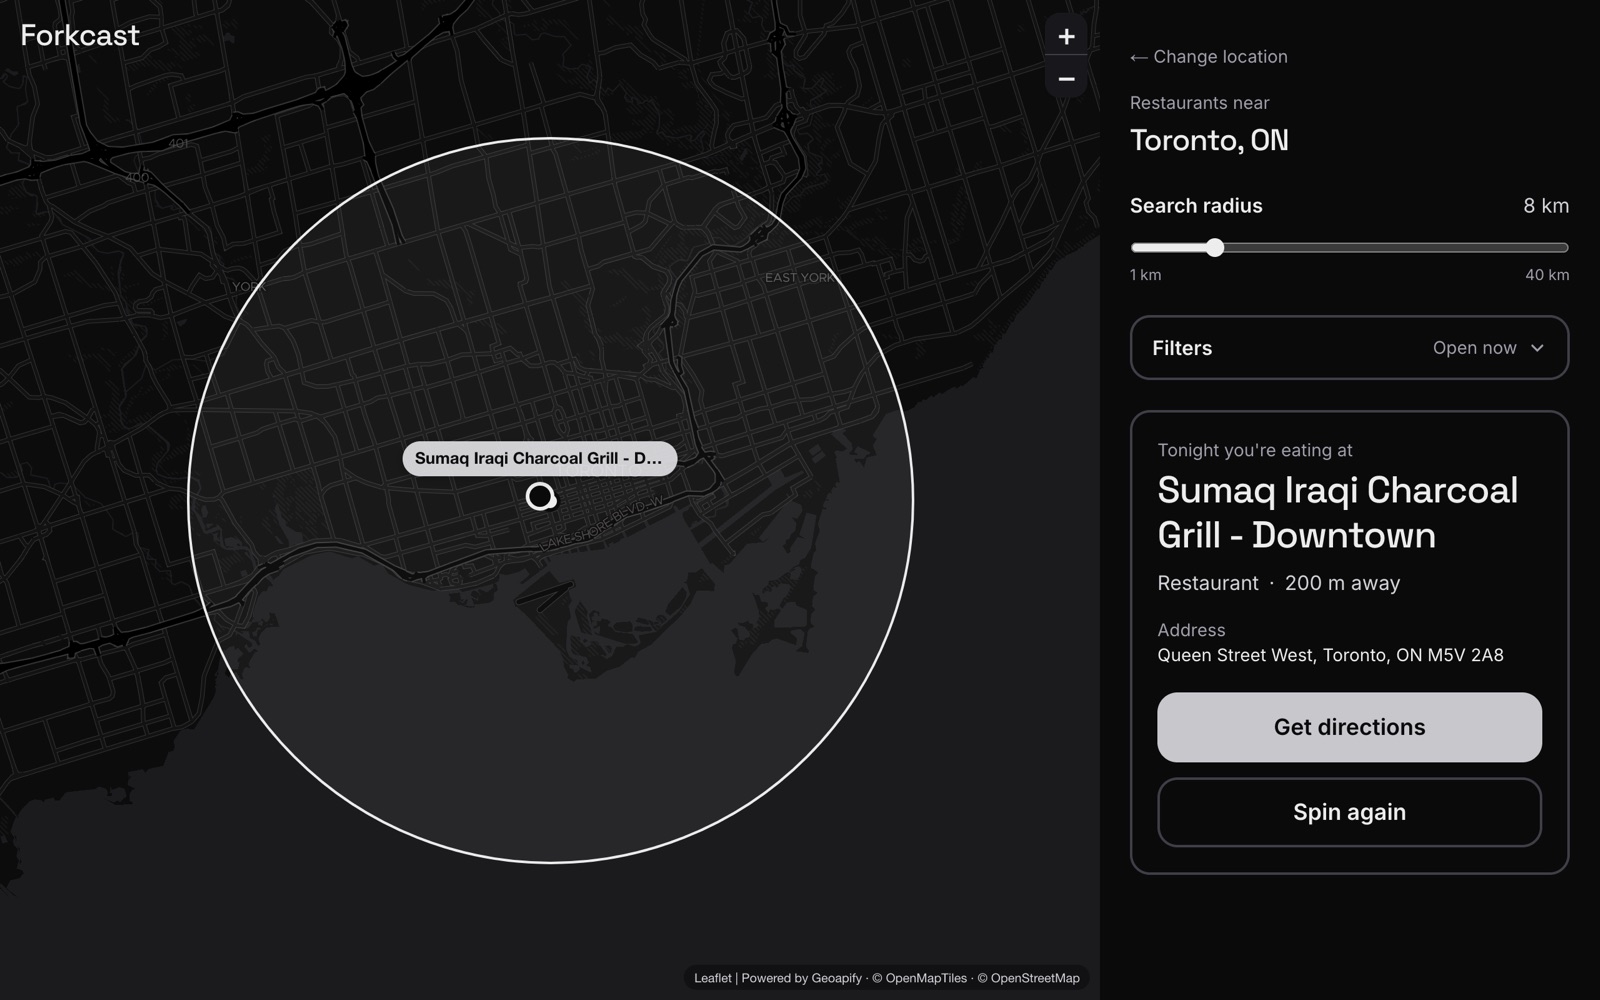 Forkcast
+
−
401
400
YORK
EAST YORK
Sumaq Iraqi Charcoal Grill - D...
LAKE SHORE BLVD. W
Leaflet | Powered by Geoapify · © OpenMapTiles · © OpenStreetMap
← Change location
Restaurants near
Toronto, ON
Search radius 8 km
1 km 40 km
Filters Open now
Tonight you're eating at
Sumaq Iraqi Charcoal
Grill - Downtown
Restaurant · 200 m away
Address
Queen Street West, Toronto, ON M5V 2A8
Get directions
Spin again